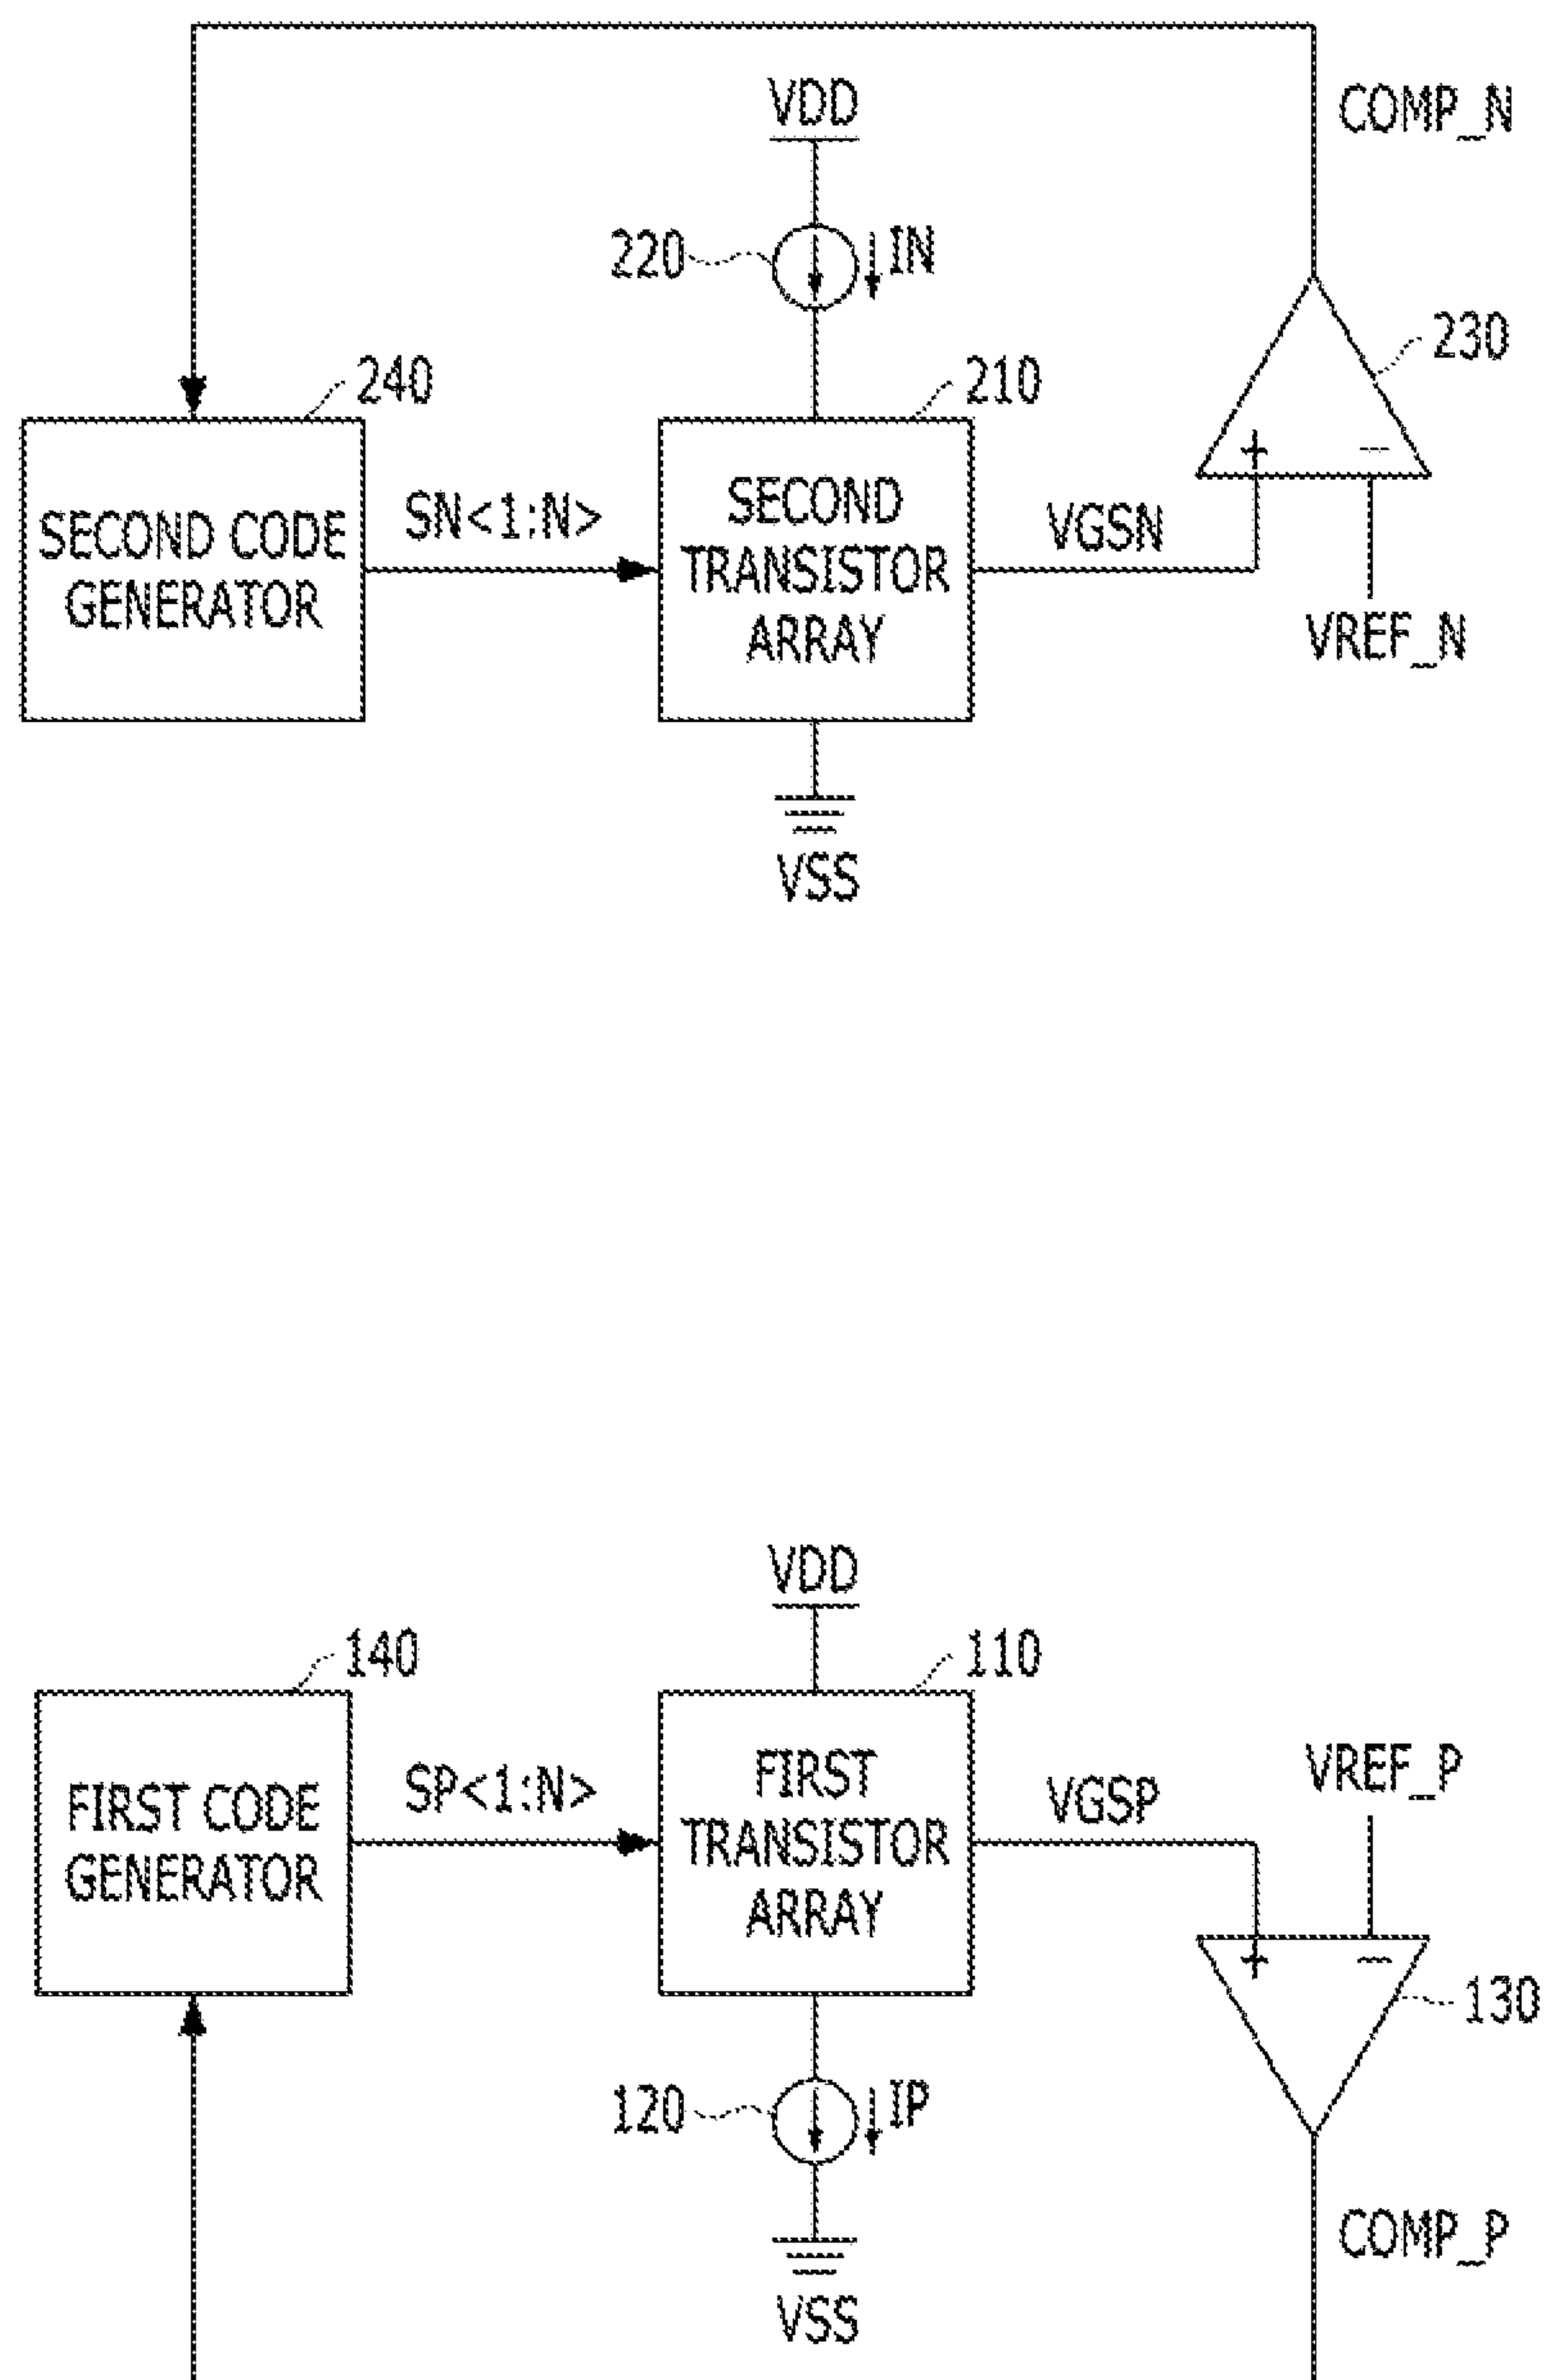 COMP_N
VDD
220
IN
230
240
210
SECOND CODE
GENERATOR
SN<1:N>
SECOND
TRANSISTOR
ARRAY
VGSN
+
−
VREF_N
VSS
VDD
140
110
FIRST CODE
GENERATOR
SP<1:N>
FIRST
TRANSISTOR
ARRAY
VGSP
VREF_P
+
−
130
120
IP
COMP_P
VSS